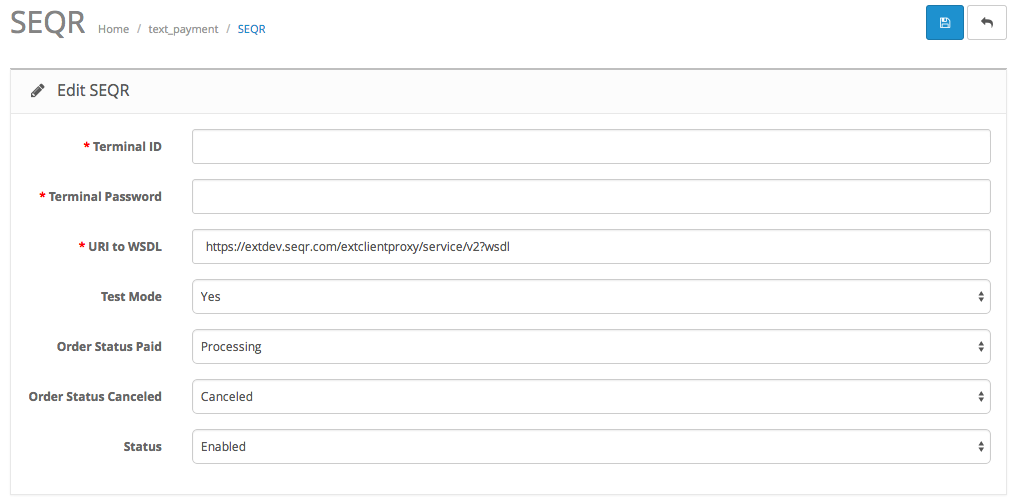 SEQR Home / text_payment / SEQR
Edit SEQR
* Terminal ID
* Terminal Password
* URI to WSDL https://extdev.seqr.com/extclientproxy/service/v2?wsdl
Test Mode Yes
Order Status Paid Processing
Order Status Canceled Canceled
Status Enabled